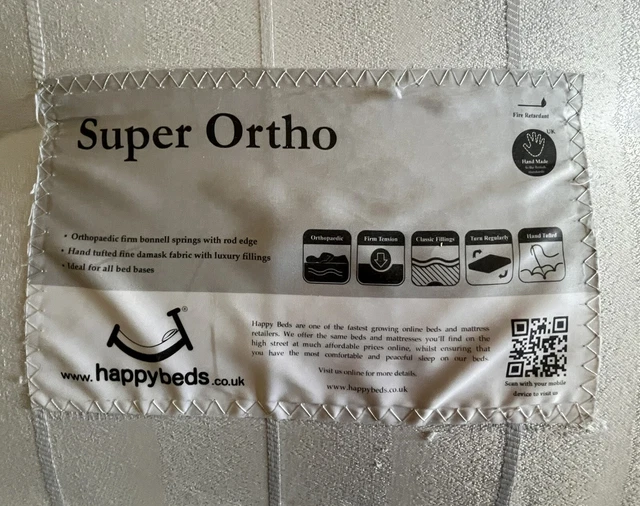 Super Ortho
Fire Retardant
UK
Hand Made
• Orthopaedic firm bonnell springs with rod edge
• Hand tufted fine damask fabric with luxury fillings
• Ideal for all bed bases
Orthopaedic
Firm Tension
Classic Fillings
Turn Regularly
Hand Tufted
®
www.happybeds.co.uk
Happy Beds are one of the fastest growing online beds and mattress
retailers. We offer the same beds and mattresses you'll find on the
high street at much affordable prices online, whilst ensuring that
you have the most comfortable and peaceful sleep on our beds
Visit us online for more details.
www.happybeds.co.uk
Scan with your mobile
device to visit us